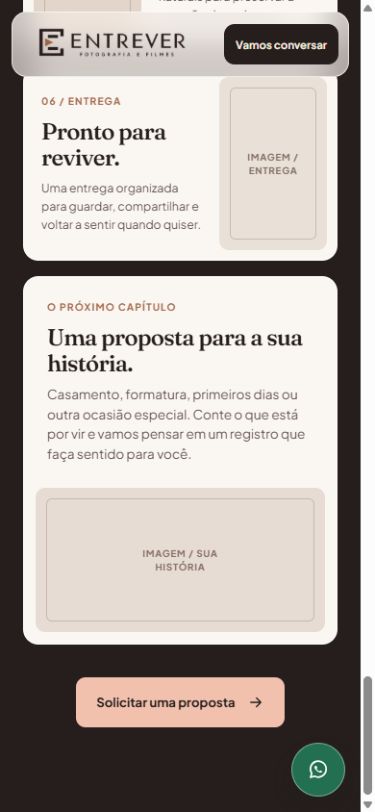 ENTREVER
FOTOGRAFIA E FILMES
Vamos conversar
06 / ENTREGA
Pronto para
reviver.
Uma entrega organizada
para guardar, compartilhar e
voltar a sentir quando quiser.
IMAGEM /
ENTREGA
O PRÓXIMO CAPÍTULO
Uma proposta para a sua
história.
Casamento, formatura, primeiros dias ou
outra ocasião especial. Conte o que está
por vir e vamos pensar em um registro que
faça sentido para você.
IMAGEM / SUA
HISTÓRIA
Solicitar uma proposta →